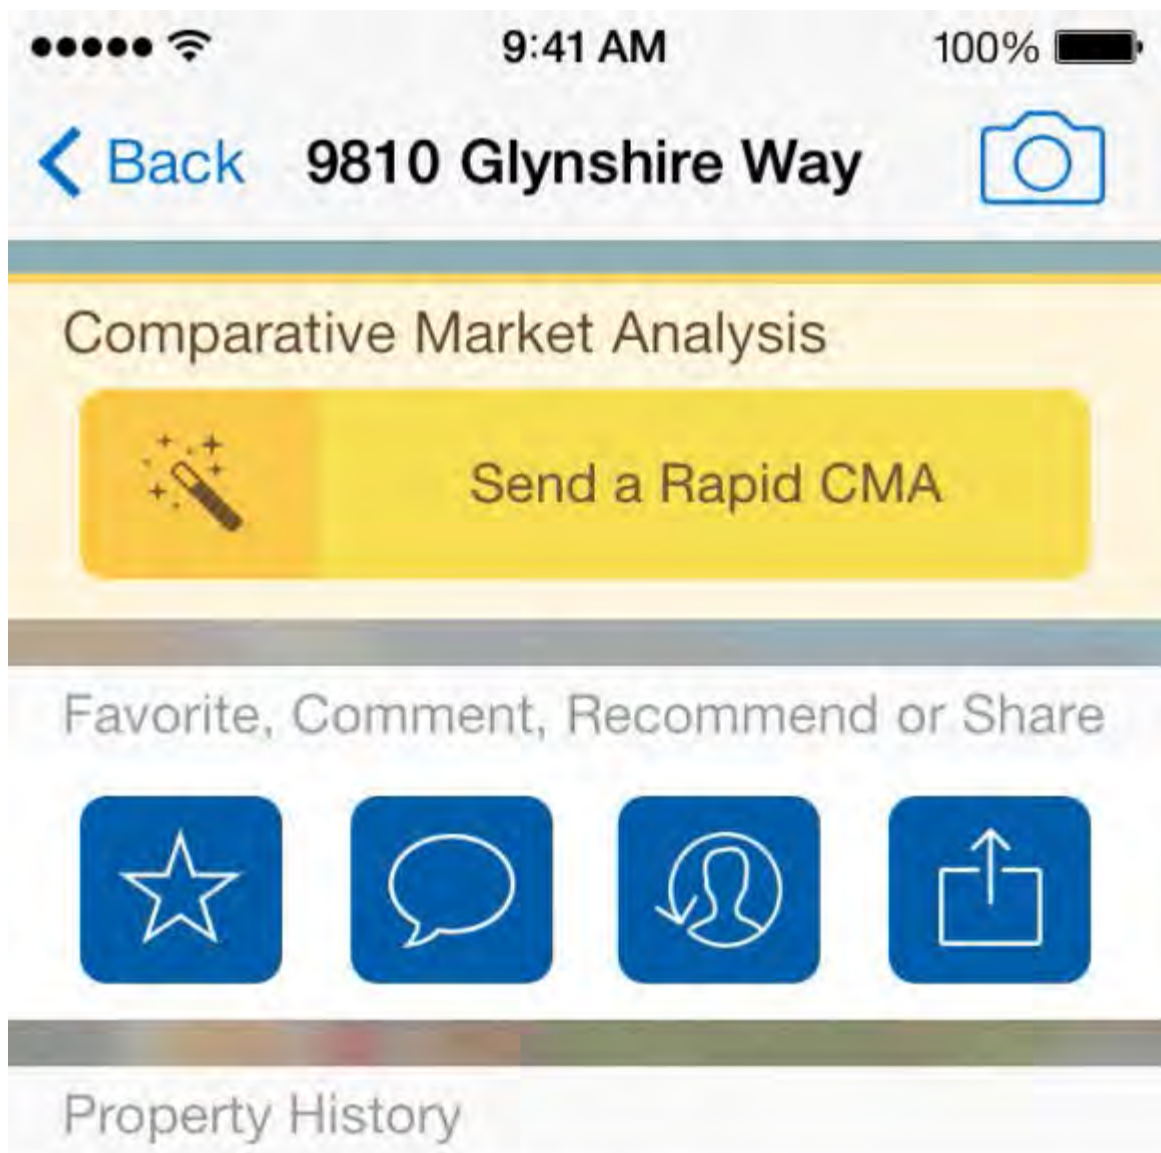 9:41 AM 100%
Back 9810 Glynshire Way
Comparative Market Analysis
Send a Rapid CMA
Favorite, Comment, Recommend or Share
Property History